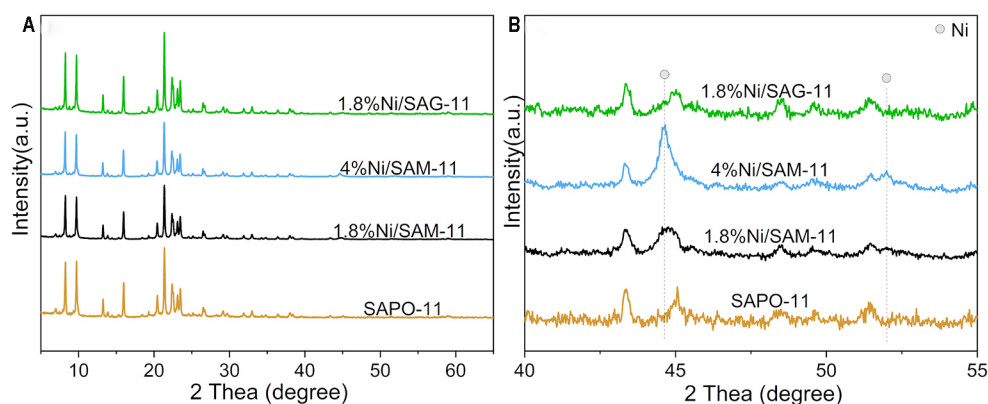 A
Intensity(a.u.)
1.8%Ni/SAG-11
4%Ni/SAM-11
1.8%Ni/SAM-11
SAPO-11
10 20 30 40 50 60
2 Thea (degree)
B
Ni
Intensity(a.u.)
1.8%Ni/SAG-11
4%Ni/SAM-11
1.8%Ni/SAM-11
SAPO-11
40 45 50 55
2 Thea (degree)